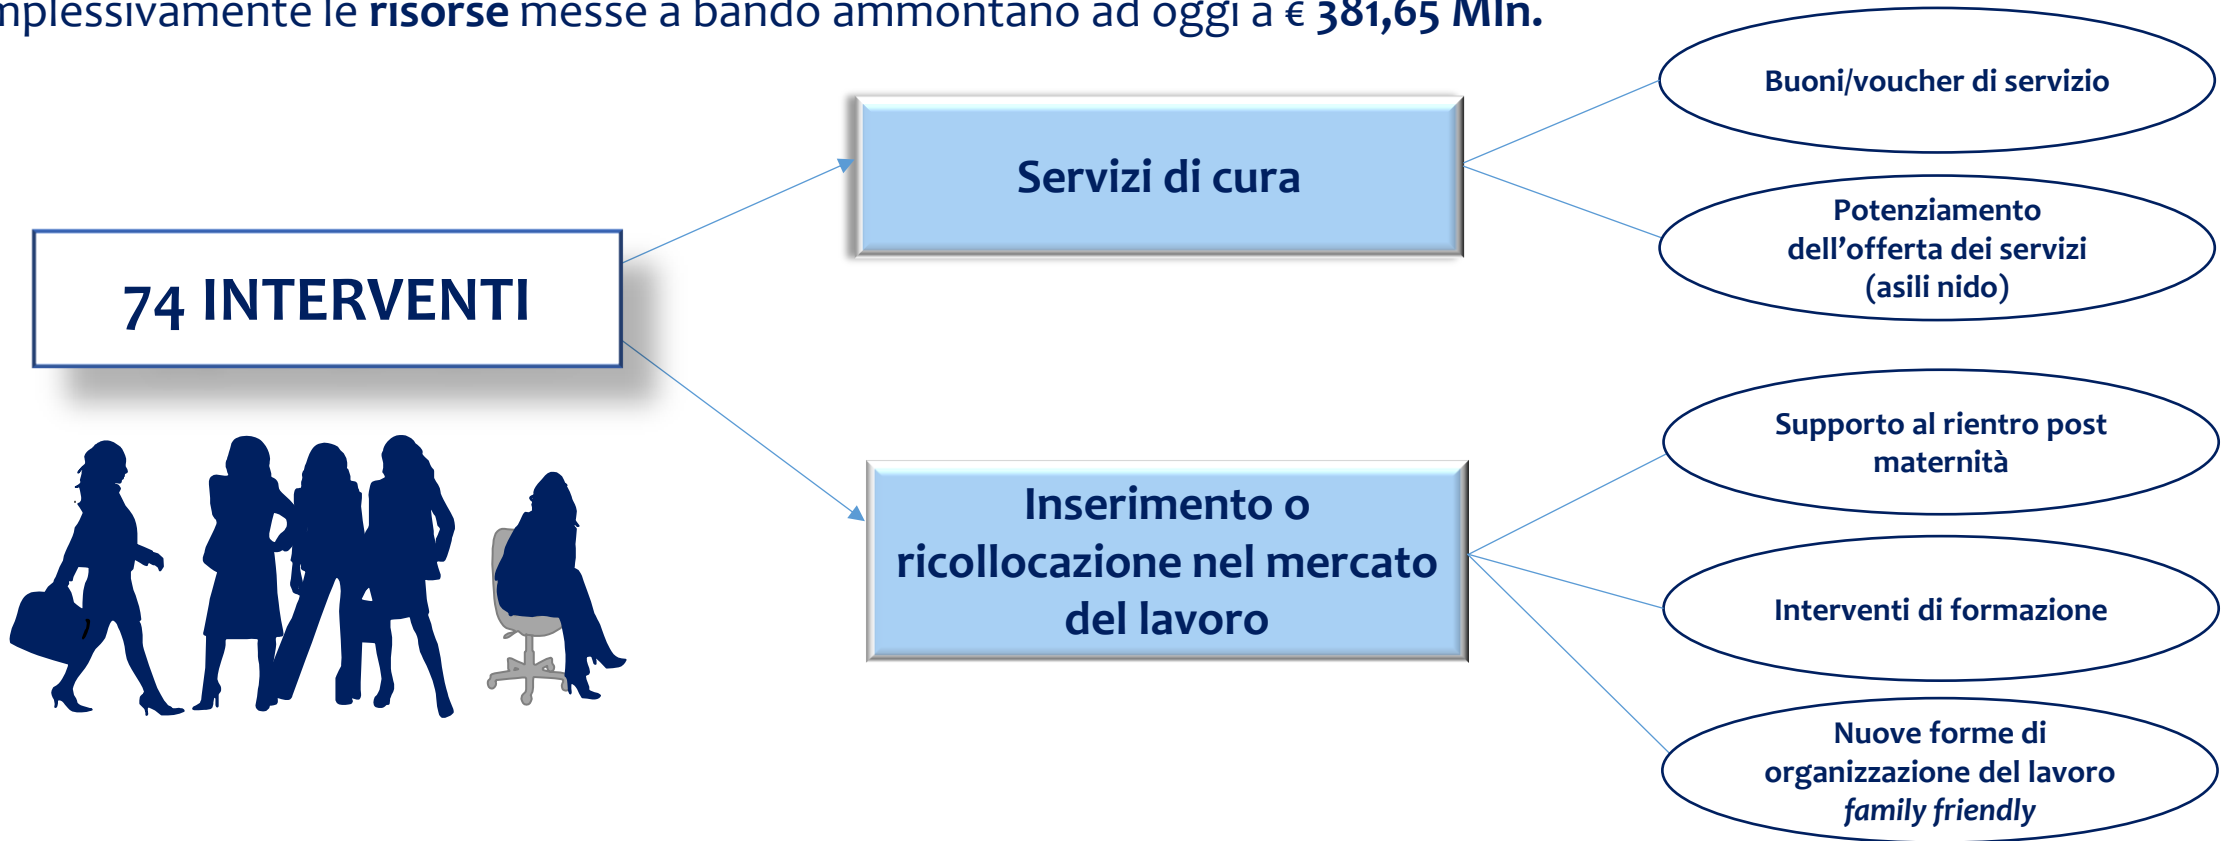 mplessivamente le risorse messe a bando ammontano ad oggi a € 381,65 Mln.
Buoni/voucher di servizio
Servizi di cura
Potenziamento
dell’offerta dei servizi
(asili nido)
74 INTERVENTI
Supporto al rientro post
maternità
Inserimento o
ricollocazione nel mercato
del lavoro
Interventi di formazione
Nuove forme di
organizzazione del lavoro
family friendly